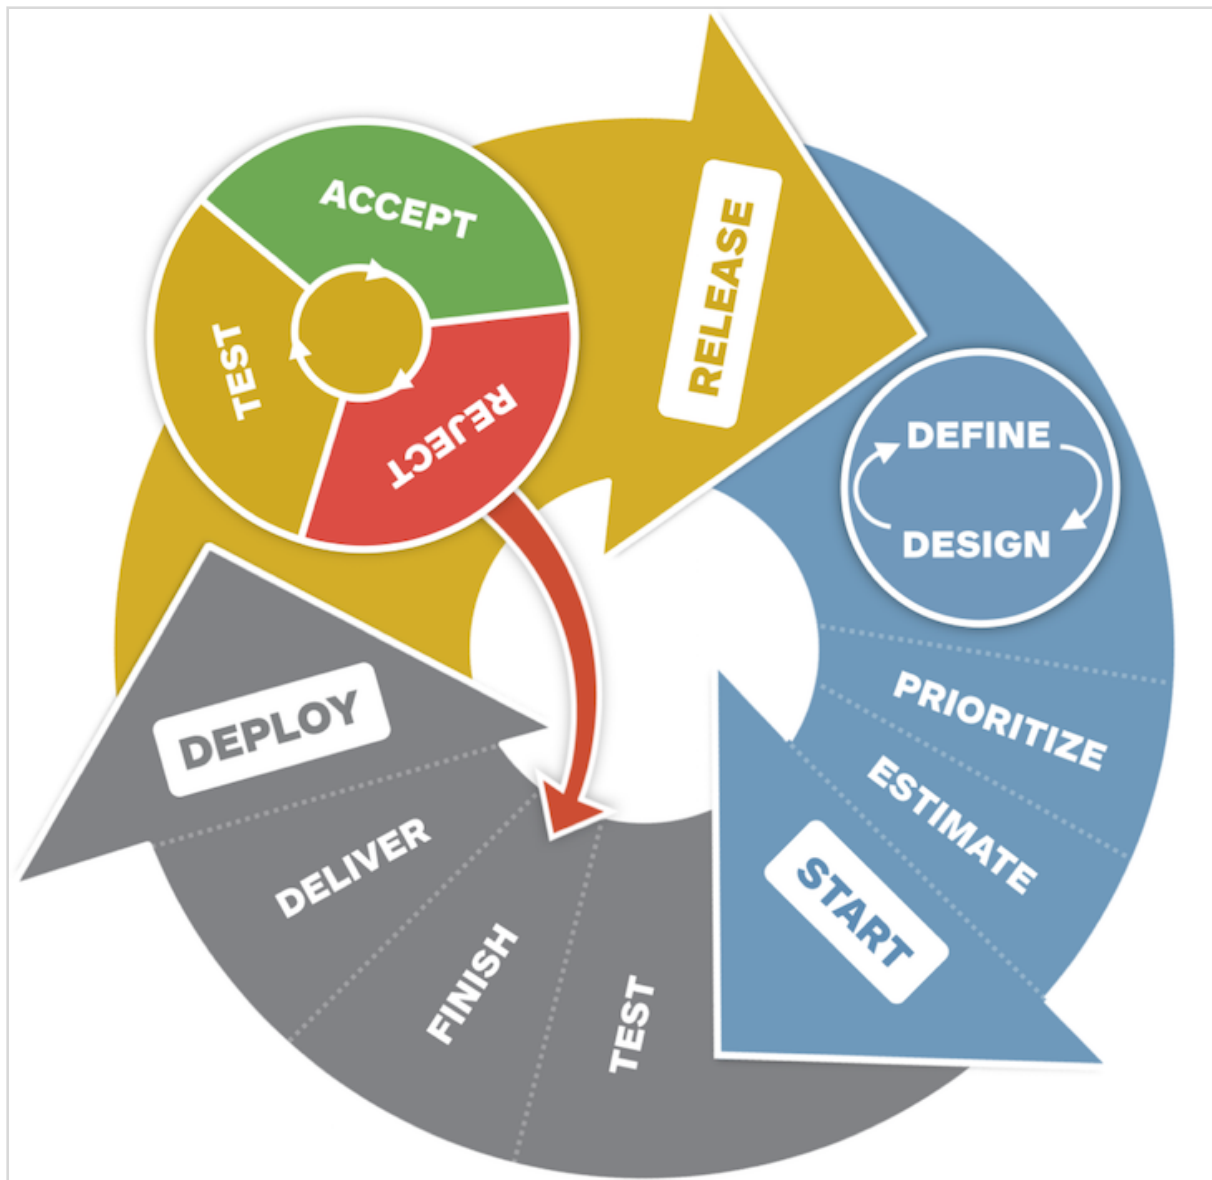 ACCEPT
TEST
REJECT
RELEASE
DEFINE
DESIGN
PRIORITIZE
ESTIMATE
START
TEST
FINISH
DELIVER
DEPLOY